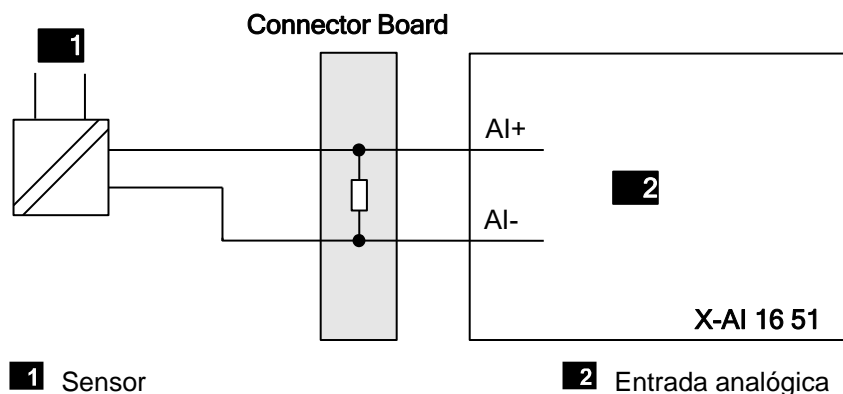 Connector Board
1
AI+
2
AI-
X-AI 16 51
1 Sensor
2 Entrada analógica